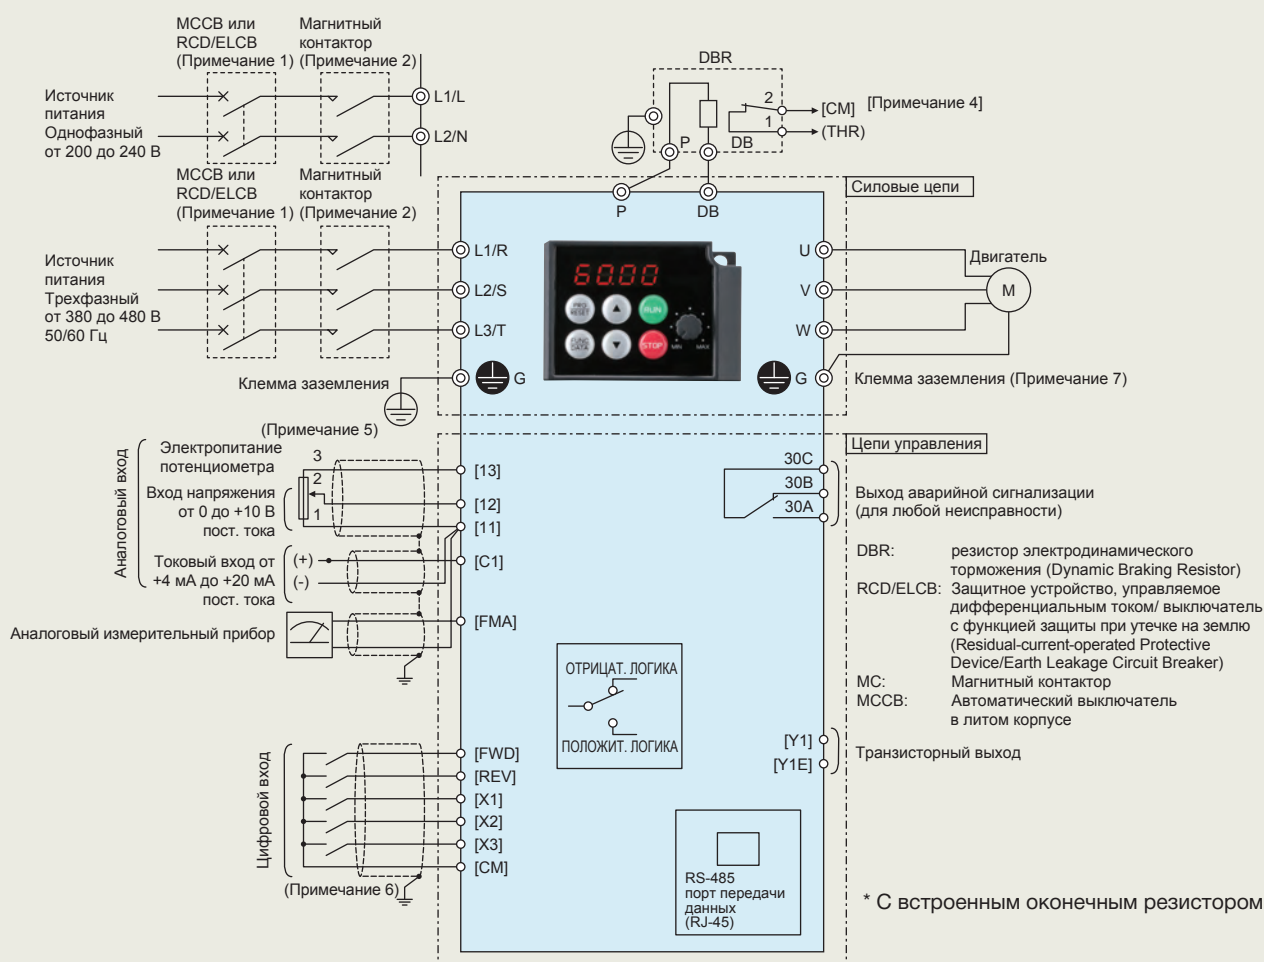 МССВ или
RCD/ELCB
(Примечание 1)
Магнитный
контактор
(Примечание 2)
Источник
питания
Однофазный
от 200 до 240 В
L1/L
L2/N
DBR
2
1
[CM]
(THR)
[Примечание 4]
P
DB
МССВ или
RCD/ELCB
(Примечание 1)
Магнитный
контактор
(Примечание 2)
Силовые цепи
P
DB
Источник
питания
Трехфазный
от 380 до 480 В
50/60 Гц
L1/R
L2/S
L3/T
60.00
PRG
RESET
RUN
FUNC
DATA
STOP
MIN
MAX
U
V
W
Двигатель
M
Клемма заземления
G
G
Клемма заземления (Примечание 7)
(Примечание 5)
Аналоговый вход
Электропитание
потенциометра
3
2
1
Вход напряжения
от 0 до +10 В
пост. тока
Токовый вход от
+4 мА до +20 мА
пост. тока
(+)
(-)
Аналоговый измерительный прибор
[13]
[12]
[11]
[C1]
[FMA]
Цепи управления
30C
30B
30A
Выход аварийной сигнализации
(для любой неисправности)
DBR: резистор электродинамического
торможения (Dynamic Braking Resistor)
RCD/ELCB: Защитное устройство, управляемое
дифференциальным током/ выключатель
с функцией защиты при утечке на землю
(Residual-current-operated Protective
Device/Earth Leakage Circuit Breaker)
МС: Магнитный контактор
МССВ: Автоматический выключатель
в литом корпусе
ОТРИЦАТ. ЛОГИКА
ПОЛОЖИТ. ЛОГИКА
[Y1]
[Y1E]
Транзисторный выход
Цифровой вход
[FWD]
[REV]
[X1]
[X2]
[X3]
[CM]
(Примечание 6)
RS-485
порт передачи
данных
(RJ-45)
* С встроенным оконечным резистором